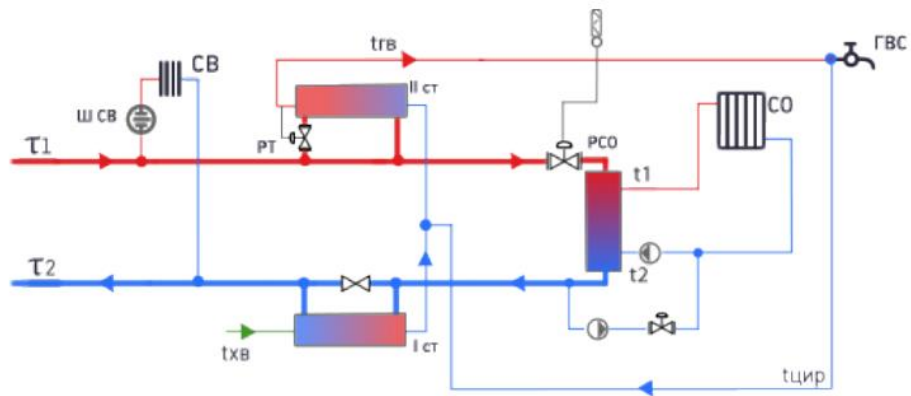 tгв
ГВС
СВ
II ст
СО
Ш СВ
РТ
РСО
τ1
t1
τ2
t2
tхв
I ст
tцир